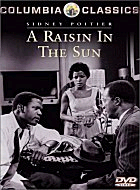 COLUMBIA CLASSICS
SIDNEY POITIER
A RAISIN IN
THE SUN
DVD